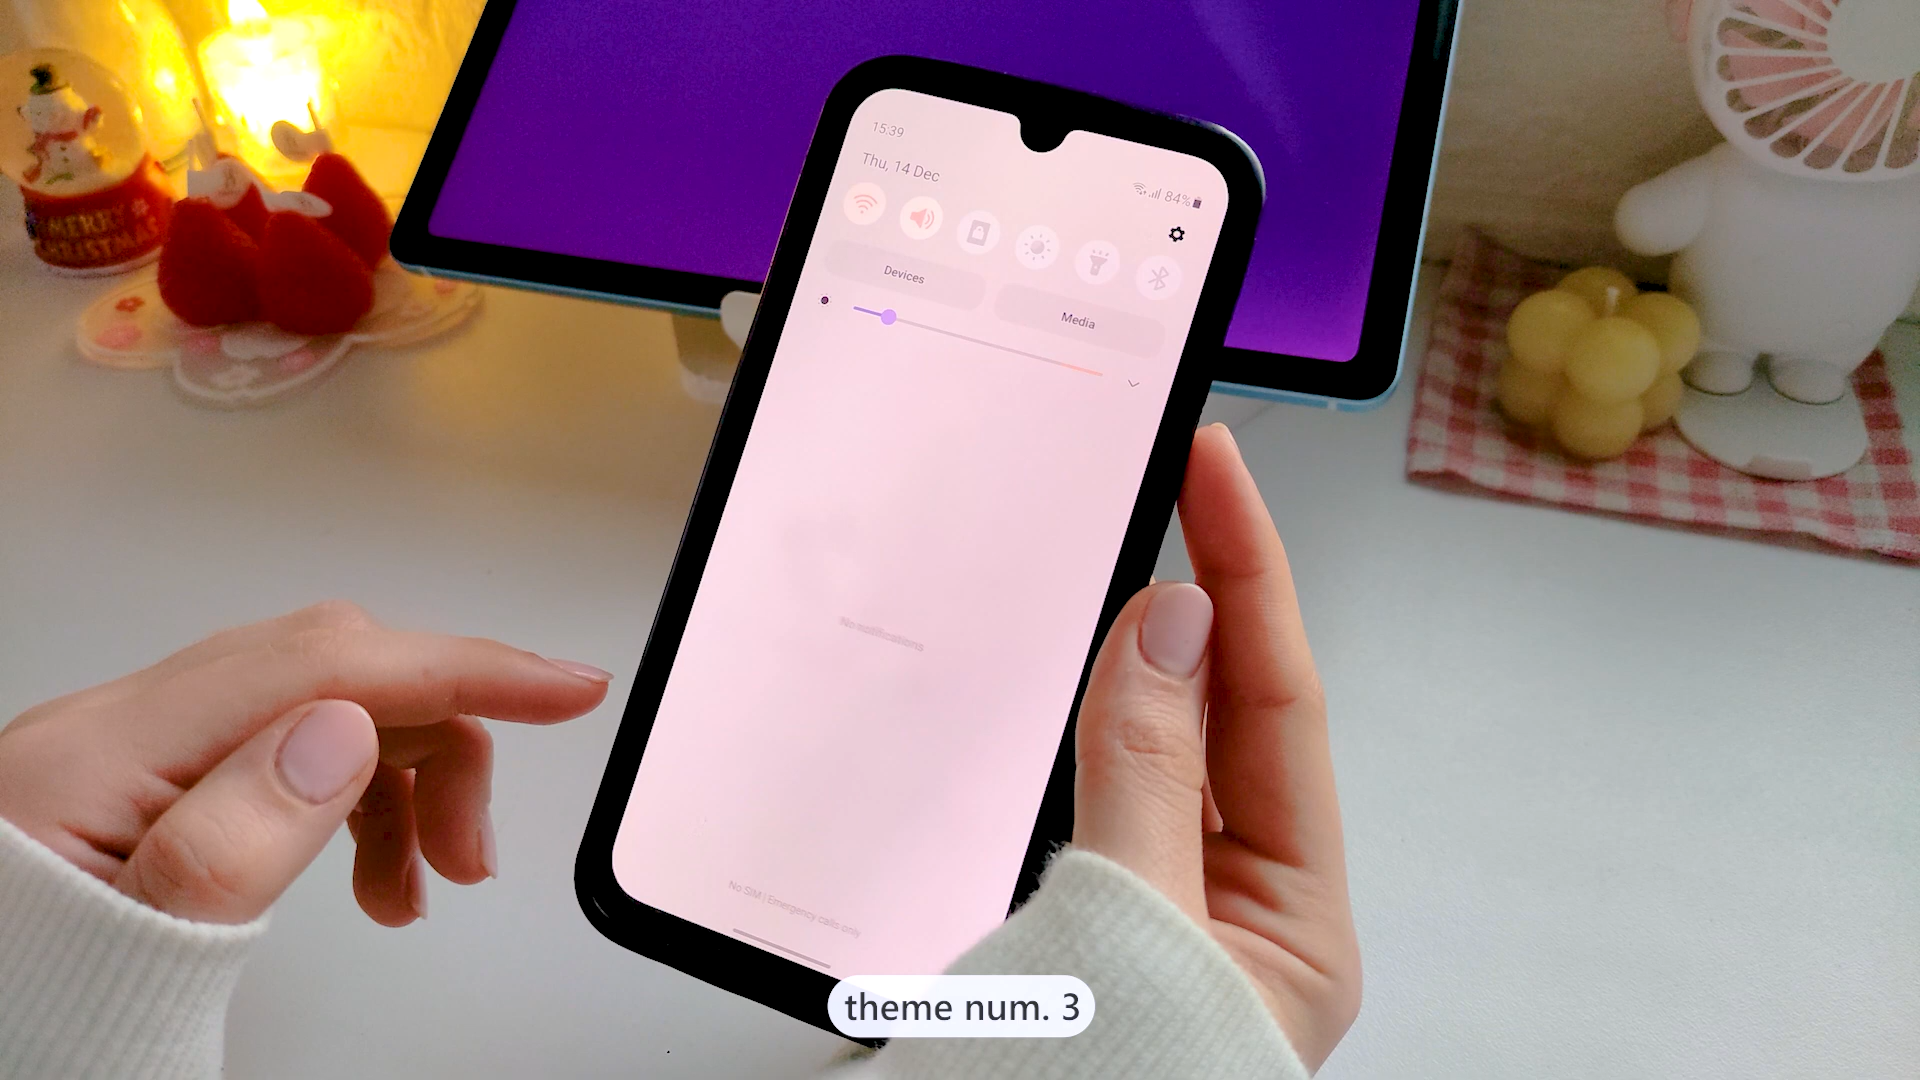 15:39
84%
Thu, 14 Dec
Devices
Media
No notifications
No SIM | Emergency calls only
MERRY
CHRISTMAS
theme num. 3